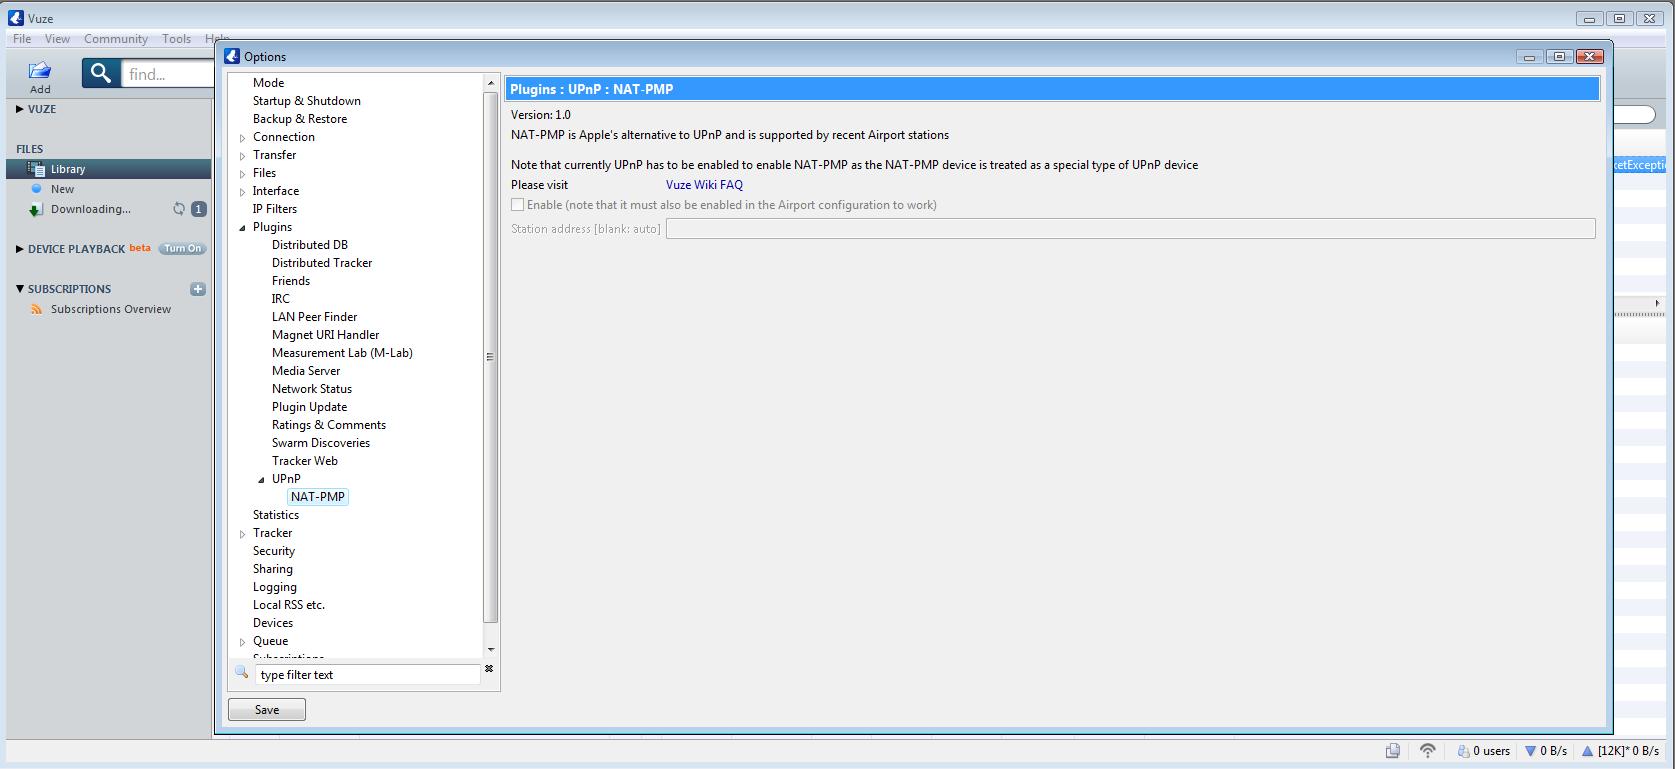 Vuze
File View Community Tools Help
Add
find...
VUZE
FILES
Library
New
Downloading... 1
DEVICE PLAYBACK beta Turn On
SUBSCRIPTIONS
Subscriptions Overview
Options
Mode
Startup & Shutdown
Backup & Restore
Connection
Transfer
Files
Interface
IP Filters
Plugins
Distributed DB
Distributed Tracker
Friends
IRC
LAN Peer Finder
Magnet URI Handler
Measurement Lab (M-Lab)
Media Server
Network Status
Plugin Update
Ratings & Comments
Swarm Discoveries
Tracker Web
UPnP
NAT-PMP
Statistics
Tracker
Security
Sharing
Logging
Local RSS etc.
Devices
Queue
Subscriptions
type filter text
Save
Plugins : UPnP : NAT-PMP
Version: 1.0
NAT-PMP is Apple's alternative to UPnP and is supported by recent Airport stations
Note that currently UPnP has to be enabled to enable NAT-PMP as the NAT-PMP device is treated as a special type of UPnP device
Please visit Vuze Wiki FAQ
Enable (note that it must also be enabled in the Airport configuration to work)
Station address [blank: auto]
ketExcepti
0 users 0 B/s [12K]* 0 B/s